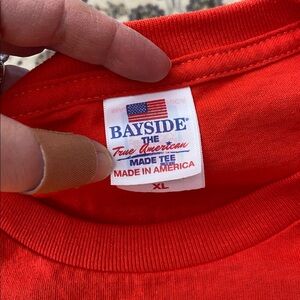 BAYSIDE®
THE
True American
MADE TEE
MADE IN AMERICA
XL